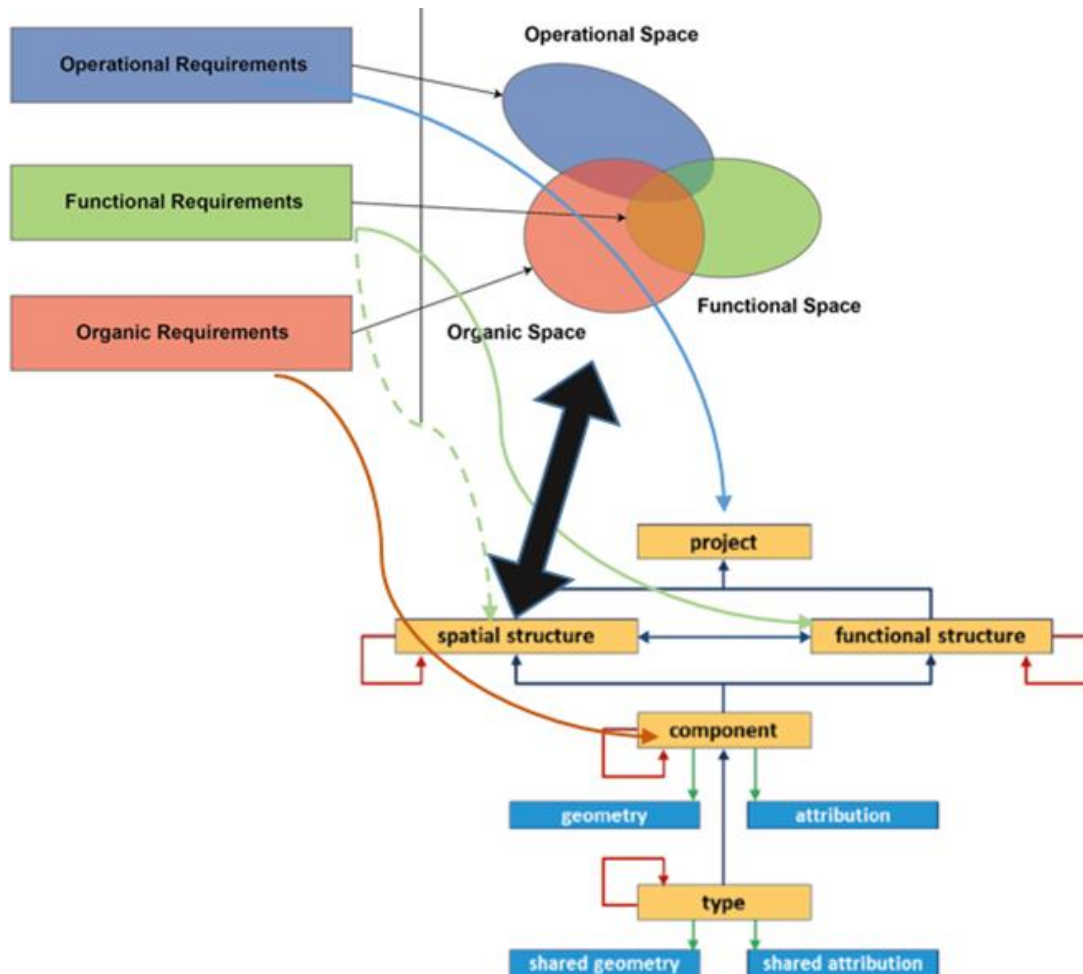 Operational Space
Operational Requirements
Functional Requirements
Functional Space
Organic Requirements
Organic Space
project
spatial structure
functional structure
component
geometry
attribution
type
shared geometry
shared attribution